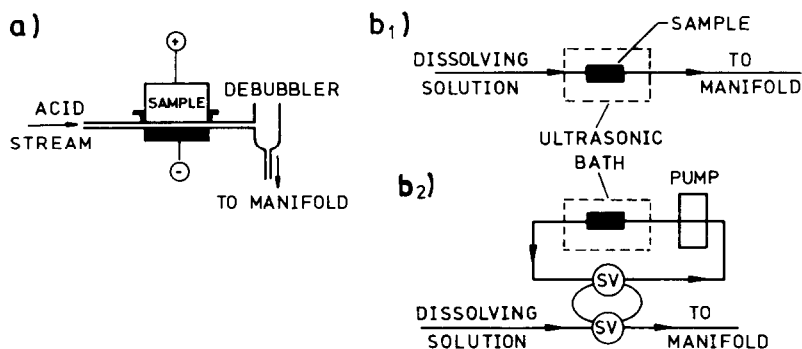 a)
+
SAMPLE
DEBUBBLER
ACID
STREAM
−
TO MANIFOLD
b₁)
SAMPLE
DISSOLVING
SOLUTION
TO
MANIFOLD
ULTRASONIC
BATH
b₂)
PUMP
SV
DISSOLVING
SOLUTION
SV
TO
MANIFOLD